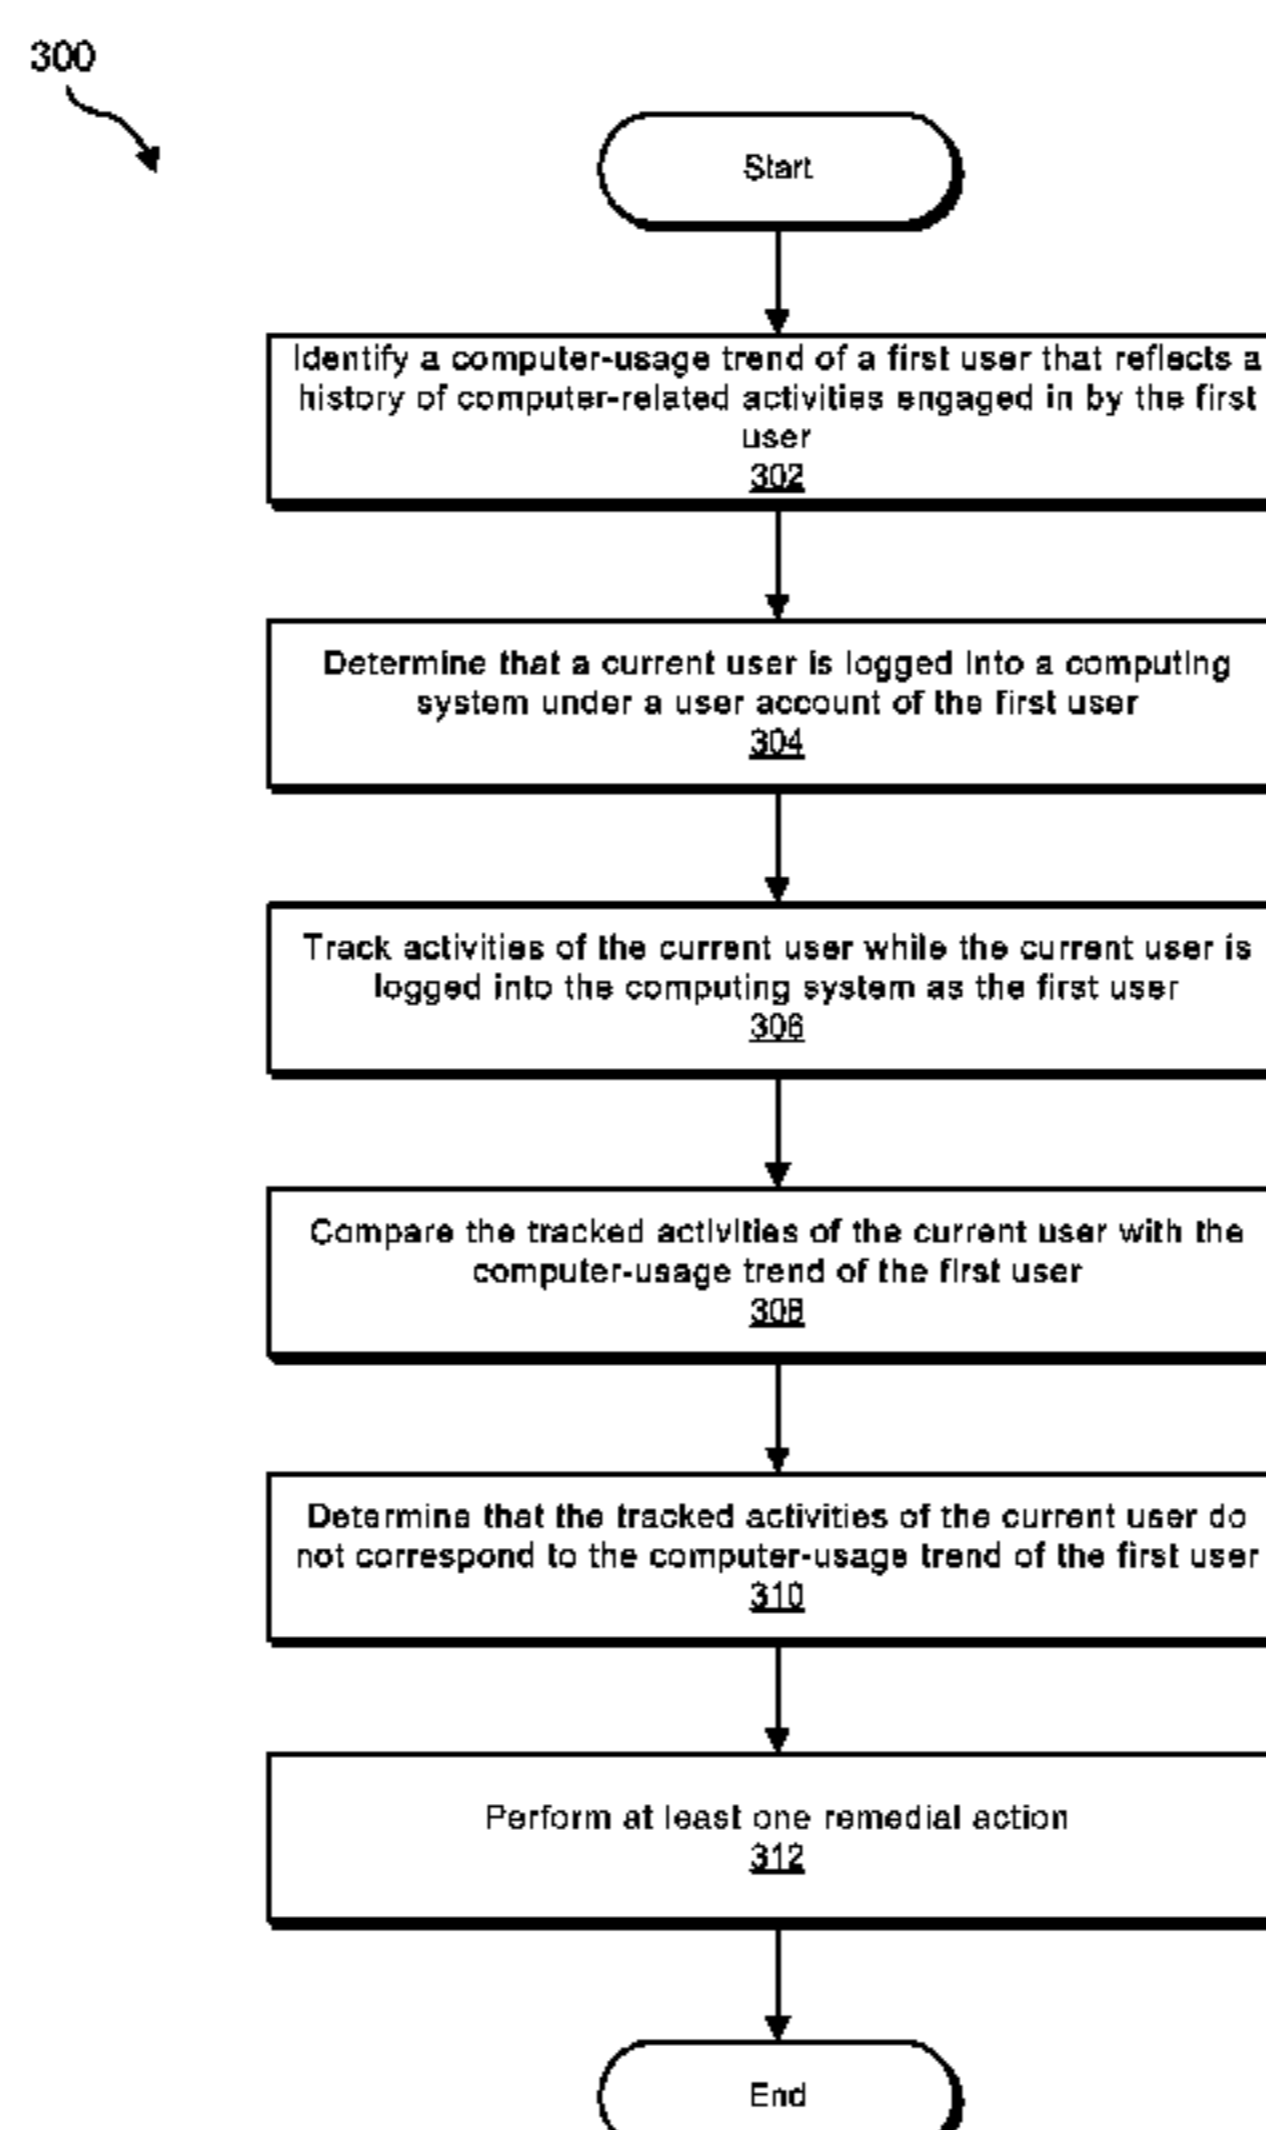 300
Start
Identify a computer-usage trend of a first user that reflects a
history of computer-related activities engaged in by the first
user
302
Determine that a current user is logged into a computing
system under a user account of the first user
304
Track activities of the current user while the current user is
logged into the computing system as the first user
306
Compare the tracked activities of the current user with the
computer-usage trend of the first user
308
Determine that the tracked activities of the current user do
not correspond to the computer-usage trend of the first user
310
Perform at least one remedial action
312
End